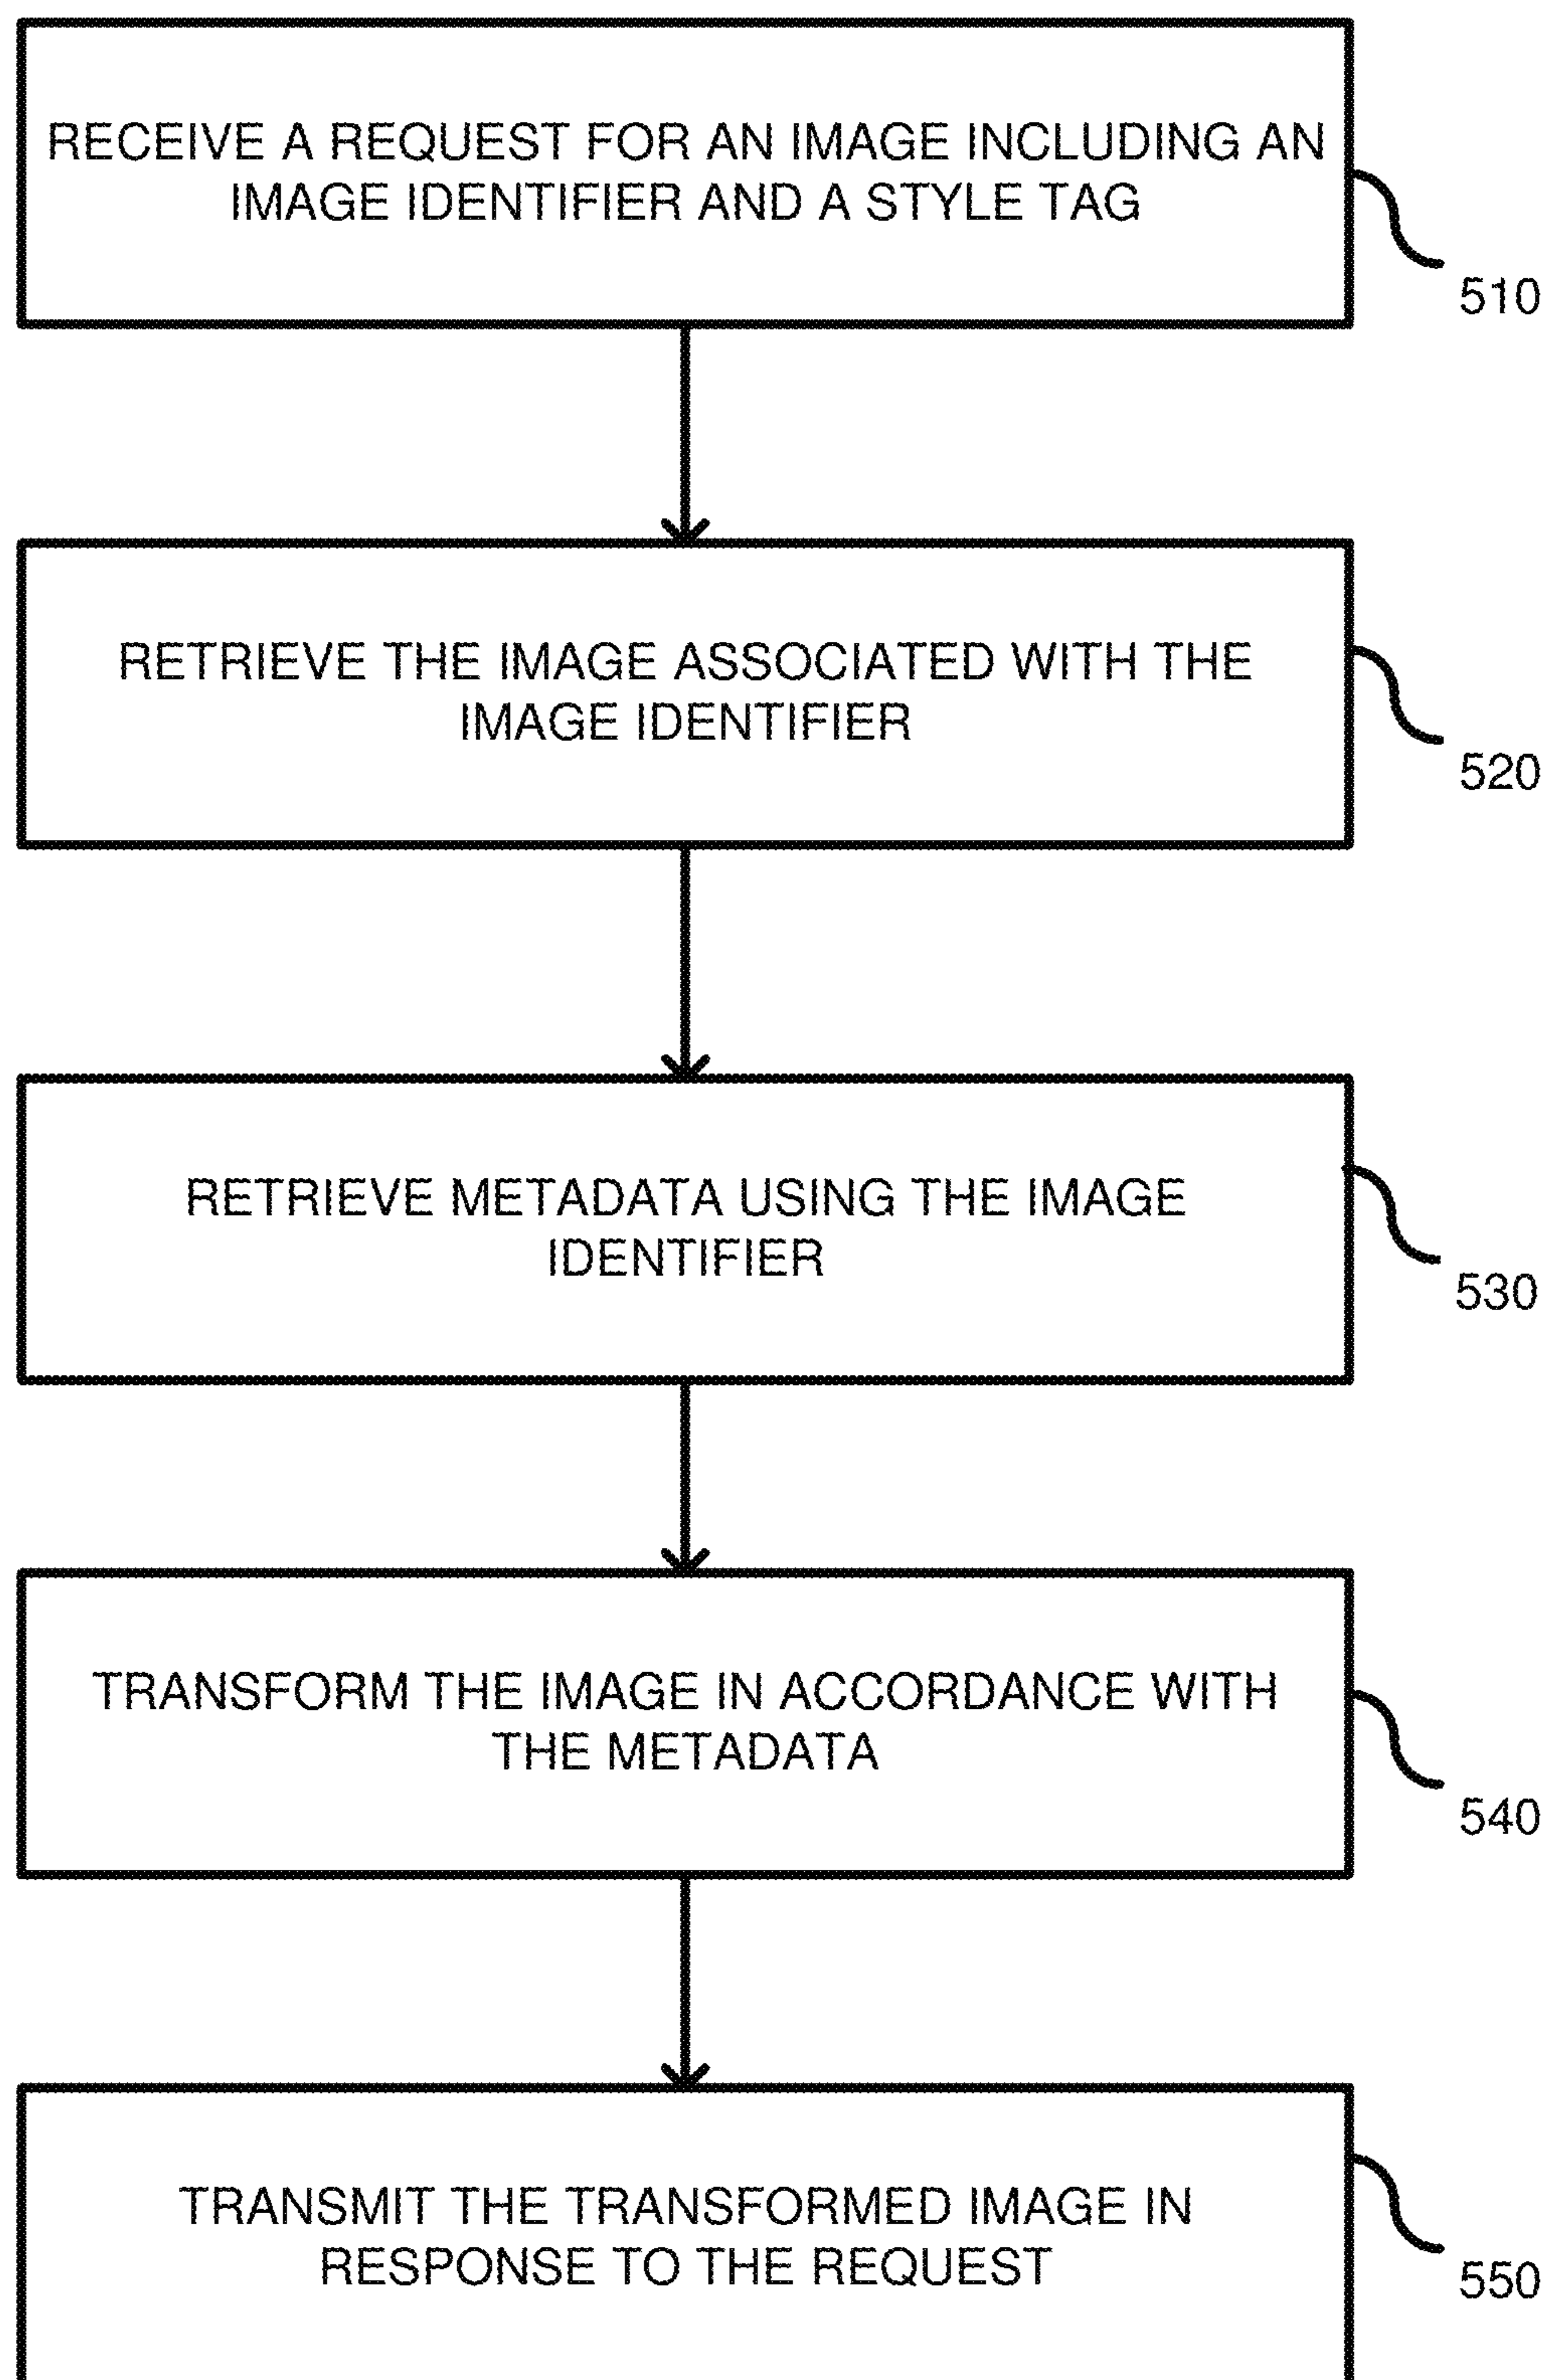 RECEIVE A REQUEST FOR AN IMAGE INCLUDING AN
IMAGE IDENTIFIER AND A STYLE TAG
510
RETRIEVE THE IMAGE ASSOCIATED WITH THE
IMAGE IDENTIFIER
520
RETRIEVE METADATA USING THE IMAGE
IDENTIFIER
530
TRANSFORM THE IMAGE IN ACCORDANCE WITH
THE METADATA
540
TRANSMIT THE TRANSFORMED IMAGE IN
RESPONSE TO THE REQUEST
550